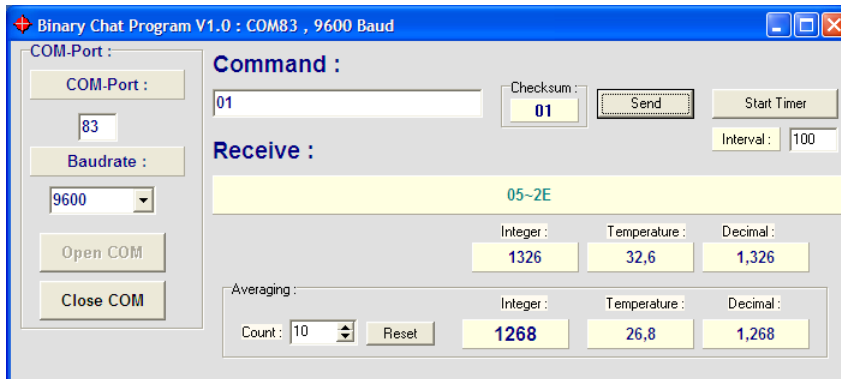 Binary Chat Program V1.0 : COM83 , 9600 Baud
COM-Port :
COM-Port :
83
Baudrate :
9600
Open COM
Close COM
Command :
01
Checksum :
01
Send
Start Timer
Interval : 100
Receive :
05~2E
Integer : Temperature : Decimal :
1326 32,6 1,326
Averaging :
Count : 10 Reset
Integer : Temperature : Decimal :
1268 26,8 1,268